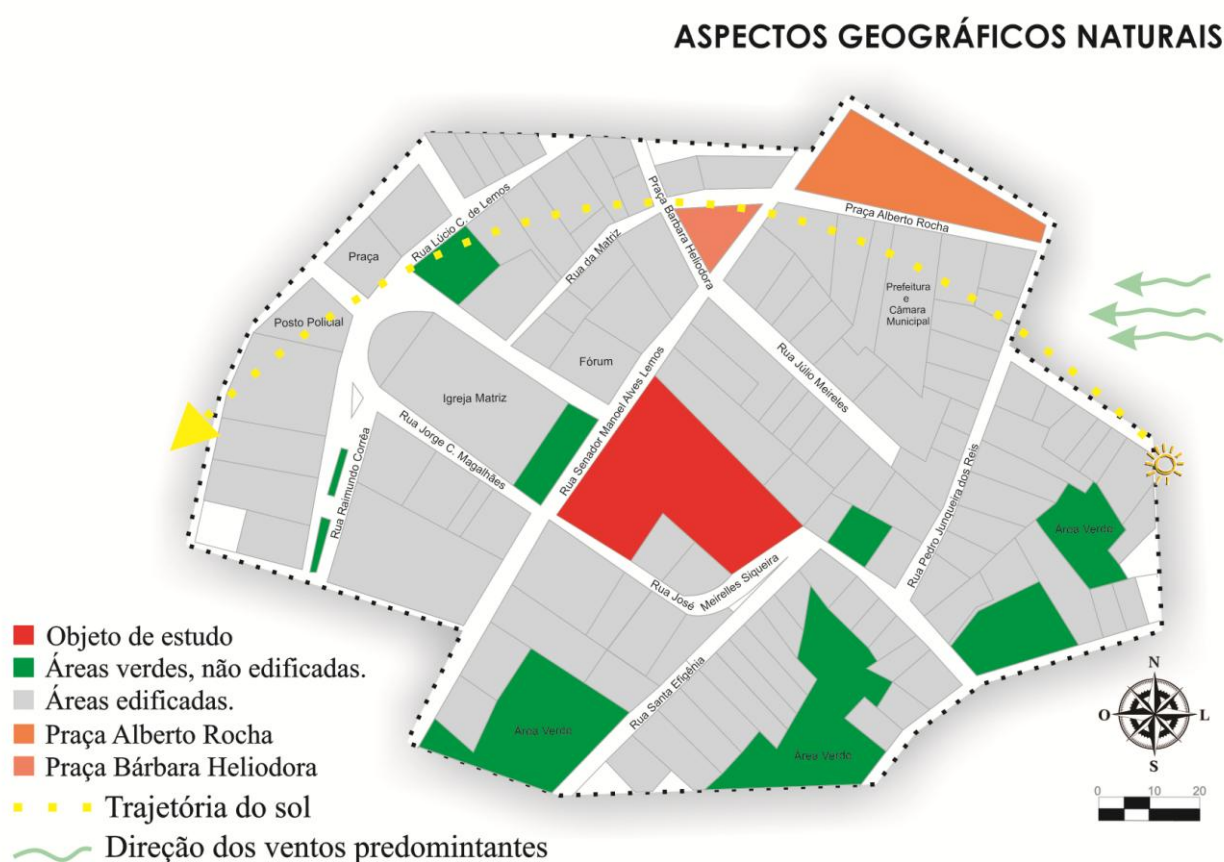 ASPECTOS GEOGRÁFICOS NATURAIS
Praça Bárbara Heliodora
Rua Lúcio C. de Lemos
Praça Alberto Rocha
Praça
Rua da Matriz
Prefeitura
e
Câmara
Municipal
Posto Policial
Fórum
Rua Júlio Meireles
Igreja Matriz
Rua Senador Manoel Alves Lemos
Rua Jorge C. Magalhães
Rua Raimundo Corrêa
Rua Pedro Junqueira dos Reis
Área Verde
Rua José Meirelles Siqueira
Rua Santa Efigênia
Área Verde
Área Verde
Objeto de estudo
Áreas verdes, não edificadas.
Áreas edificadas.
Praça Alberto Rocha
Praça Bárbara Heliodora
Trajetória do sol
Direção dos ventos predomintantes
N
O L
S
0 10 20